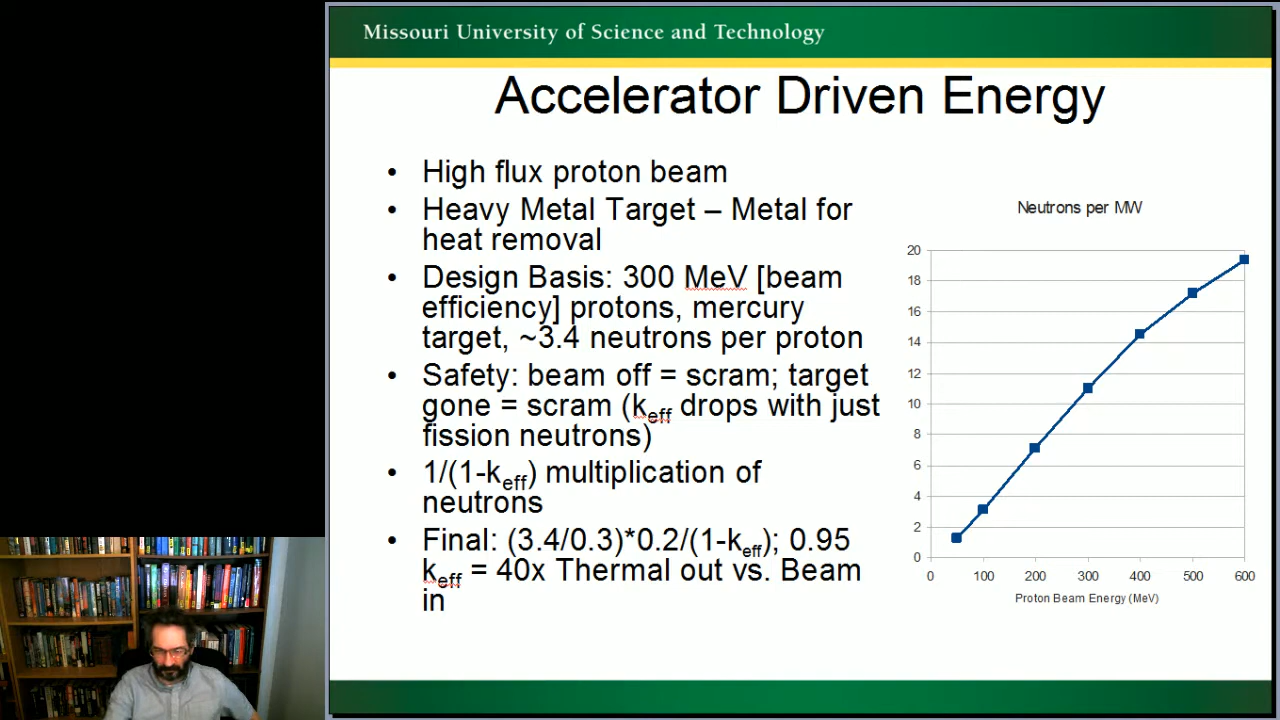 Missouri University of Science and Technology
Accelerator Driven Energy
• High flux proton beam
• Heavy Metal Target – Metal for
heat removal
• Design Basis: 300 MeV [beam
efficiency] protons, mercury
target, ~3.4 neutrons per proton
• Safety: beam off = scram; target
gone = scram (keff drops with just
fission neutrons)
• 1/(1-keff) multiplication of
neutrons
• Final: (3.4/0.3)*0.2/(1-keff); 0.95
keff = 40x Thermal out vs. Beam
in
Neutrons per MW
20
18
16
14
12
10
8
6
4
2
0
0 100 200 300 400 500 600
Proton Beam Energy (MeV)